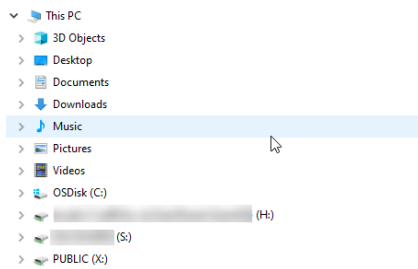 This PC
3D Objects
Desktop
Documents
Downloads
Music
Pictures
Videos
OSDisk (C:)
(H:)
(S:)
PUBLIC (X:)